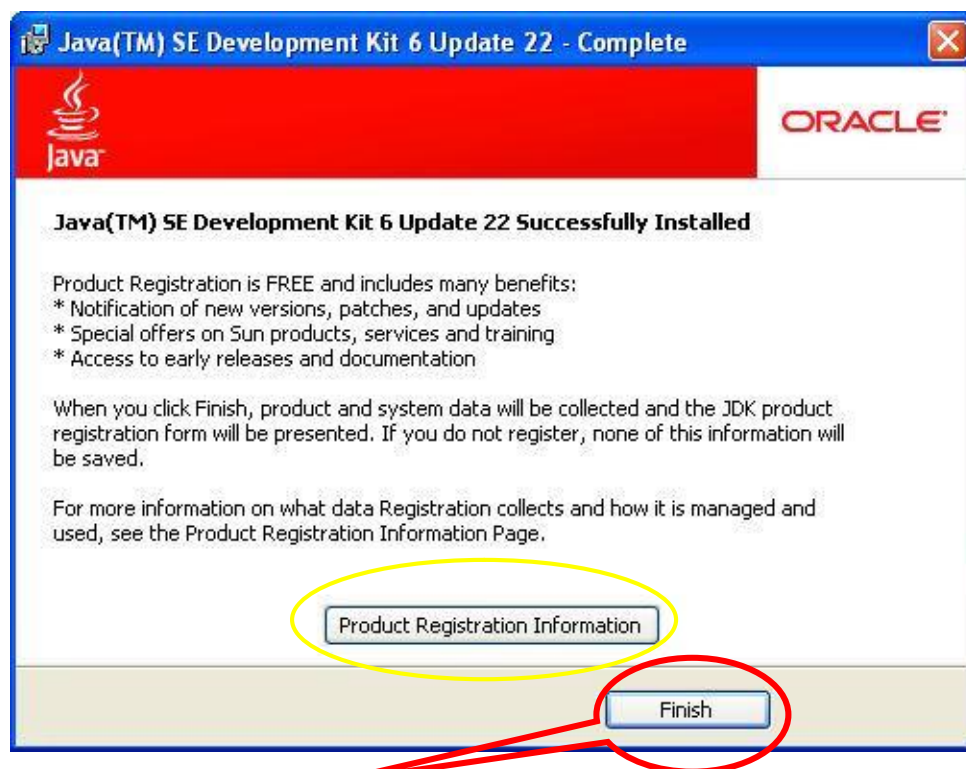 Java(TM) SE Development Kit 6 Update 22 - Complete
Java
ORACLE
Java(TM) SE Development Kit 6 Update 22 Successfully Installed
Product Registration is FREE and includes many benefits:
* Notification of new versions, patches, and updates
* Special offers on Sun products, services and training
* Access to early releases and documentation
When you click Finish, product and system data will be collected and the JDK product
registration form will be presented. If you do not register, none of this information will
be saved.
For more information on what data Registration collects and how it is managed and
used, see the Product Registration Information Page.
Product Registration Information
Finish